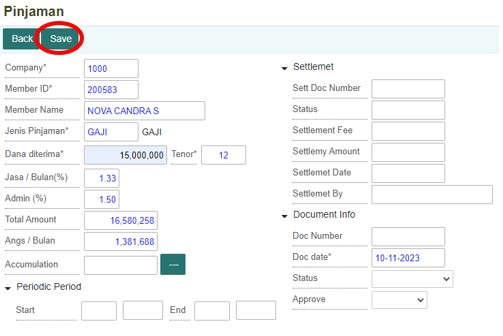 Pinjaman
Back Save
Company* 1000
Member ID* 200583
Member Name NOVA CANDRA S
Jenis Pinjaman* GAJI GAJI
Dana diterima* 15,000,000 Tenor* 12
Jasa / Bulan(%) 1.33
Admin (%) 1.50
Total Amount 16,580,258
Angs / Bulan 1,381,688
Accumulation —
Periodic Period
Start End
Settlemet
Sett Doc Number
Status
Settlement Fee
Settlemy Amount
Settlemet Date
Settlemet By
Document Info
Doc Number
Doc date* 10-11-2023
Status
Approve